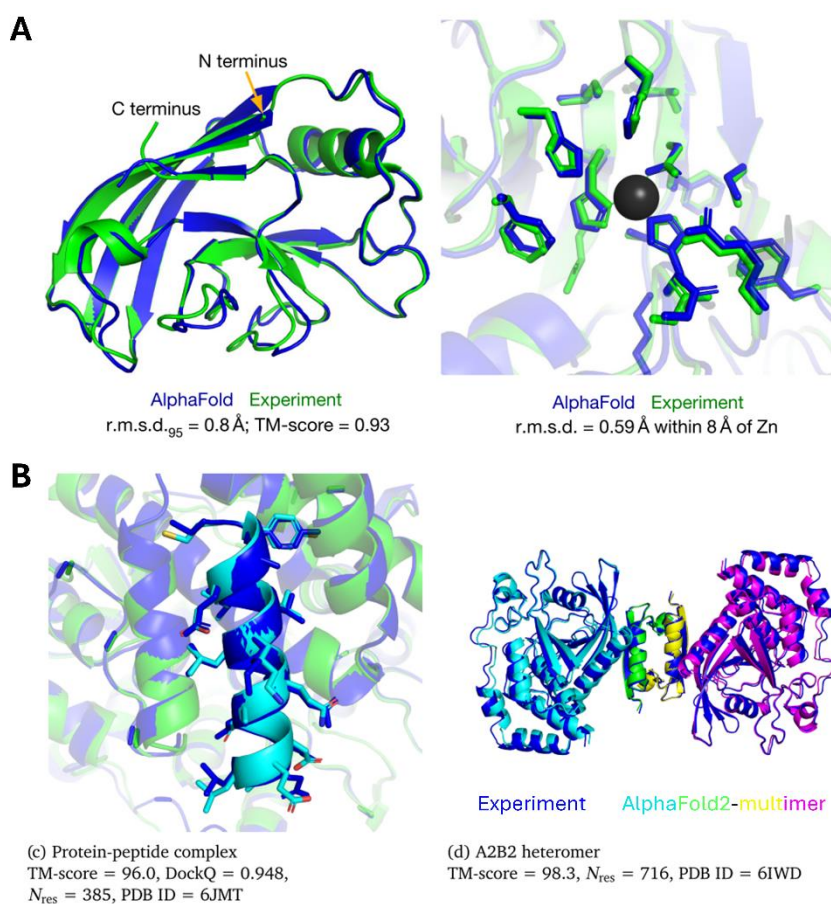 A
N terminus
C terminus
AlphaFold Experiment
r.m.s.d.₉₅ = 0.8 Å; TM-score = 0.93
AlphaFold Experiment
r.m.s.d. = 0.59 Å within 8 Å of Zn
B
Experiment
AlphaFold2-multimer
(c) Protein-peptide complex
TM-score = 96.0, DockQ = 0.948,
Nres = 385, PDB ID = 6JMT
(d) A2B2 heteromer
TM-score = 98.3, Nres = 716, PDB ID = 6IWD